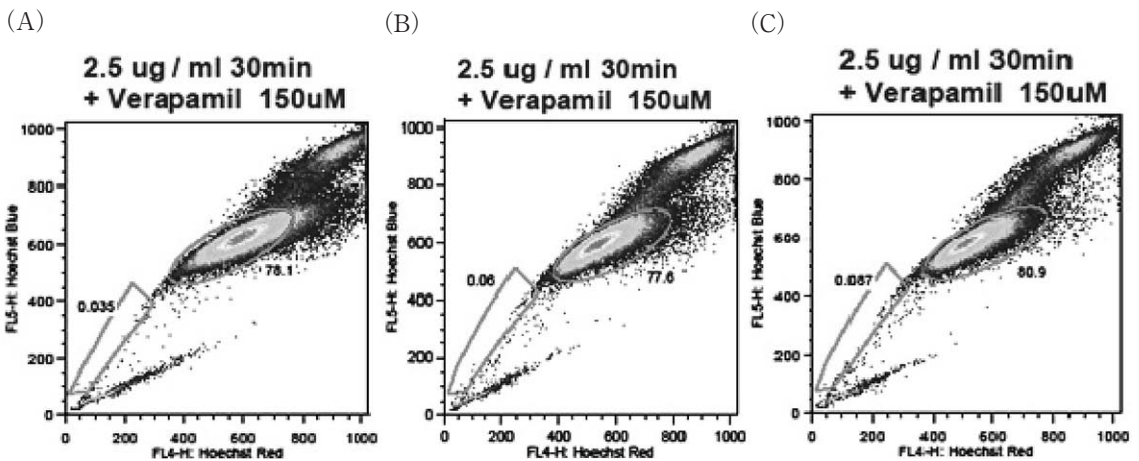 (A)
2.5 ug / ml 30min
+ Verapamil 150uM
1000
800
600
400
200
0
0 200 400 600 800 1000
FL5-H: Hoechst Blue
FL4-H: Hoechst Red
0.035
78.1
(B)
2.5 ug / ml 30min
+ Verapamil 150uM
1000
800
600
400
200
0
0 200 400 600 800 1000
FL5-H: Hoechst Blue
FL4-H: Hoechst Red
0.06
77.6
(C)
2.5 ug / ml 30min
+ Verapamil 150uM
1000
800
600
400
200
0
0 200 400 600 800 1000
FL5-H: Hoechst Blue
FL4-H: Hoechst Red
0.087
80.9